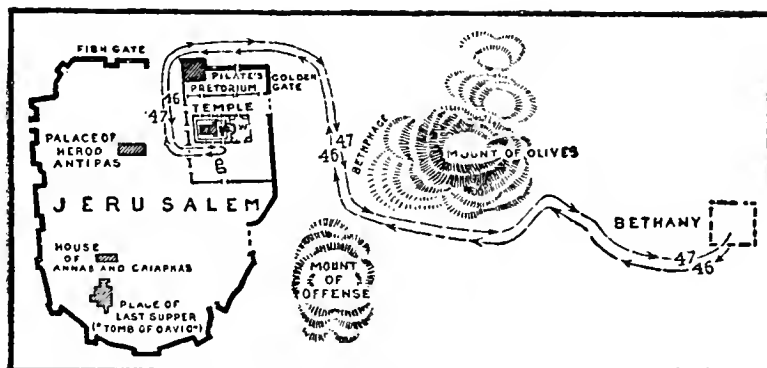 FISH GATE
PILATE'S
PRETORIUM
GOLDEN
GATE
46
47
TEMPLE
PALACE OF
HEROD
ANTIPAS
JERUSALEM
HOUSE
OF
ANNAS AND CAIAPHAS
PLACE OF
LAST SUPPER
("TOMB OF DAVID")
47
46
BETHPHAGE
MOUNT OF OLIVES
MOUNT
OF
OFFENSE
BETHANY
47
46